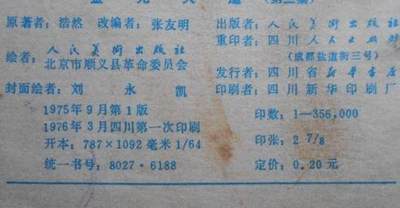 原著者：浩然 改编者：张友明
绘者：人民美术出版社
北京市顺义县革命委员会
封面绘者：刘永凯
1975年9月第1版
1976年3月四川第一次印刷
开本：787×1092毫米1/64
统一书号：8027·6188
出版者：人民美术出版社
重印者：四川人民出版社
（成都盐道街三号）
发行者：四川省新华书店
印刷者：四川新华印刷厂
印数：1—356,000
印张：2 7/8
定价：0.20元